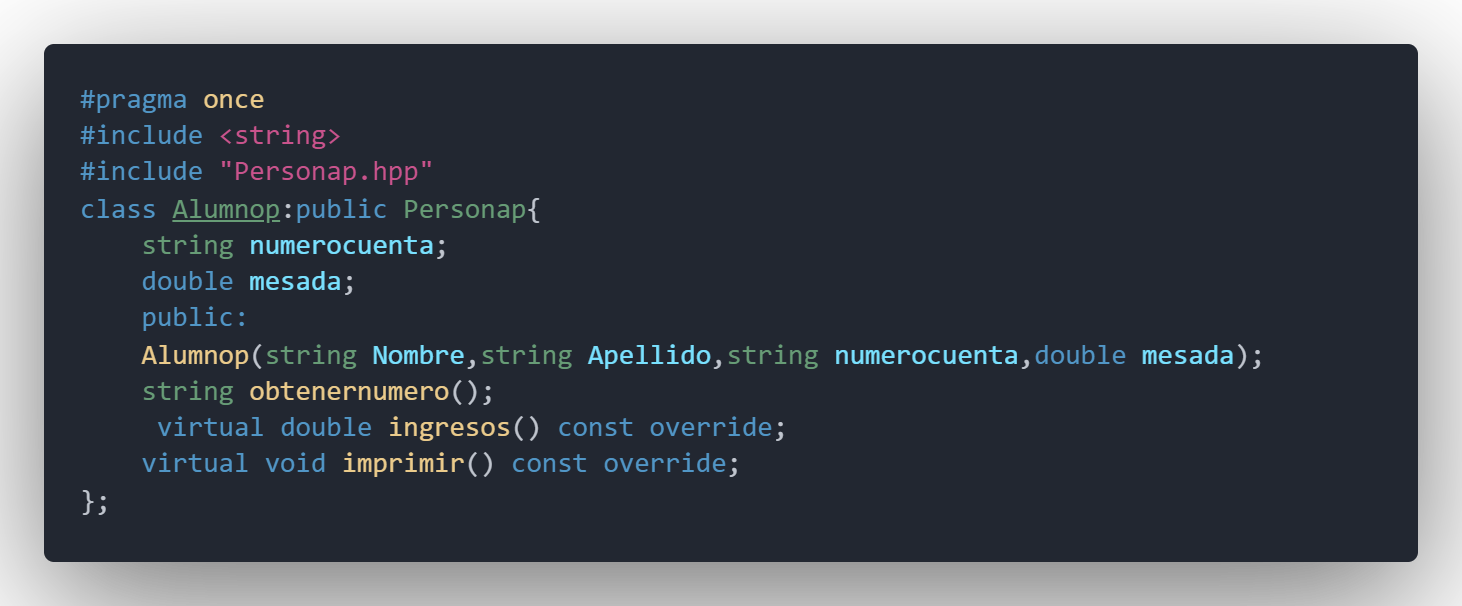 #pragma once
#include <string>
#include "Personap.hpp"
class Alumnop:public Personap{
    string numerocuenta;
    double mesada;
    public:
    Alumnop(string Nombre,string Apellido,string numerocuenta,double mesada);
    string obtenernumero();
     virtual double ingresos() const override;
    virtual void imprimir() const override;
};